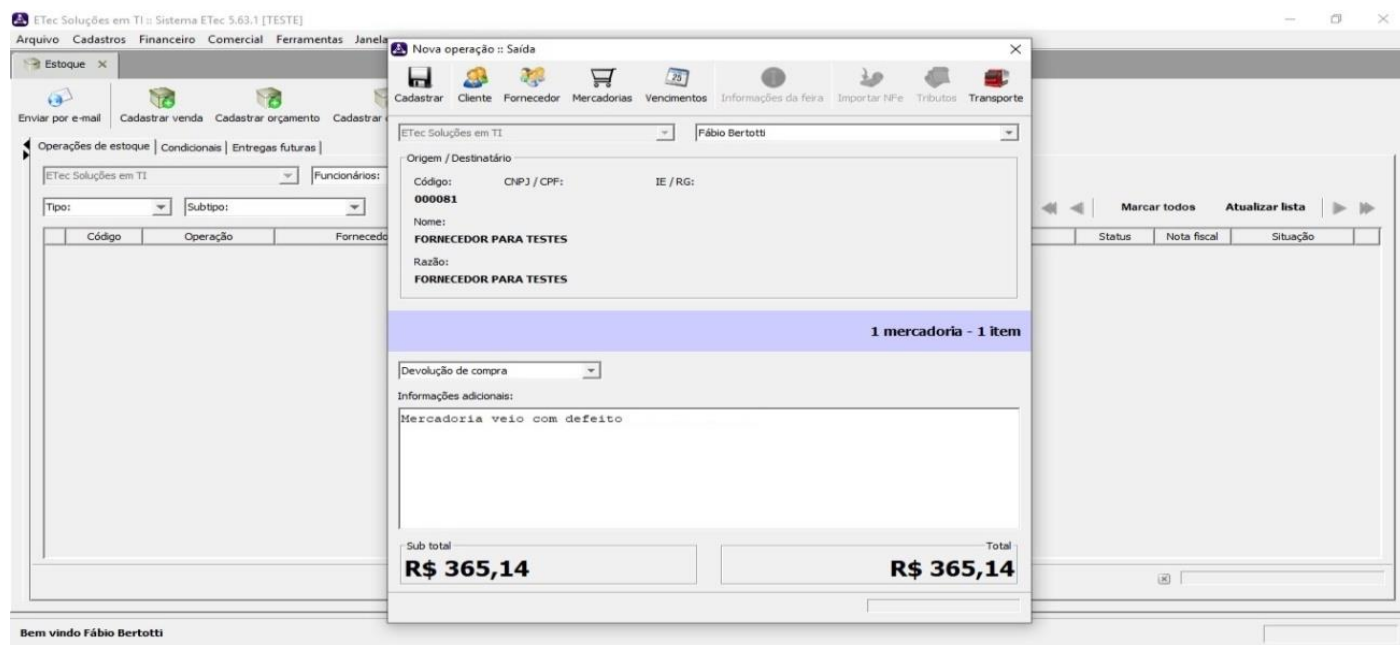 ETec Soluções em TI :: Sistema ETec 5.63.1 [TESTE]
Arquivo Cadastros Financeiro Comercial Ferramentas Janela
Estoque
Enviar por e-mail Cadastrar venda Cadastrar orçamento Cadastrar
Operações de estoque Condicionais Entregas futuras
ETec Soluções em TI Funcionários:
Tipo: Subtipo: Marcar todos Atualizar lista
Código Operação Fornecedo Status Nota fiscal Situação
Nova operação :: Saída
Cadastrar Cliente Fornecedor Mercadorias Vencimentos Informações da feira Importar NFe Tributos Transporte
25
ETec Soluções em TI Fábio Bertotti
Origem / Destinatário
Código: CNPJ / CPF: IE / RG:
000081
Nome:
FORNECEDOR PARA TESTES
Razão:
FORNECEDOR PARA TESTES
1 mercadoria - 1 item
Devolução de compra
Informações adicionais:
Mercadoria veio com defeito
Sub total Total
R$ 365,14 R$ 365,14
Bem vindo Fábio Bertotti